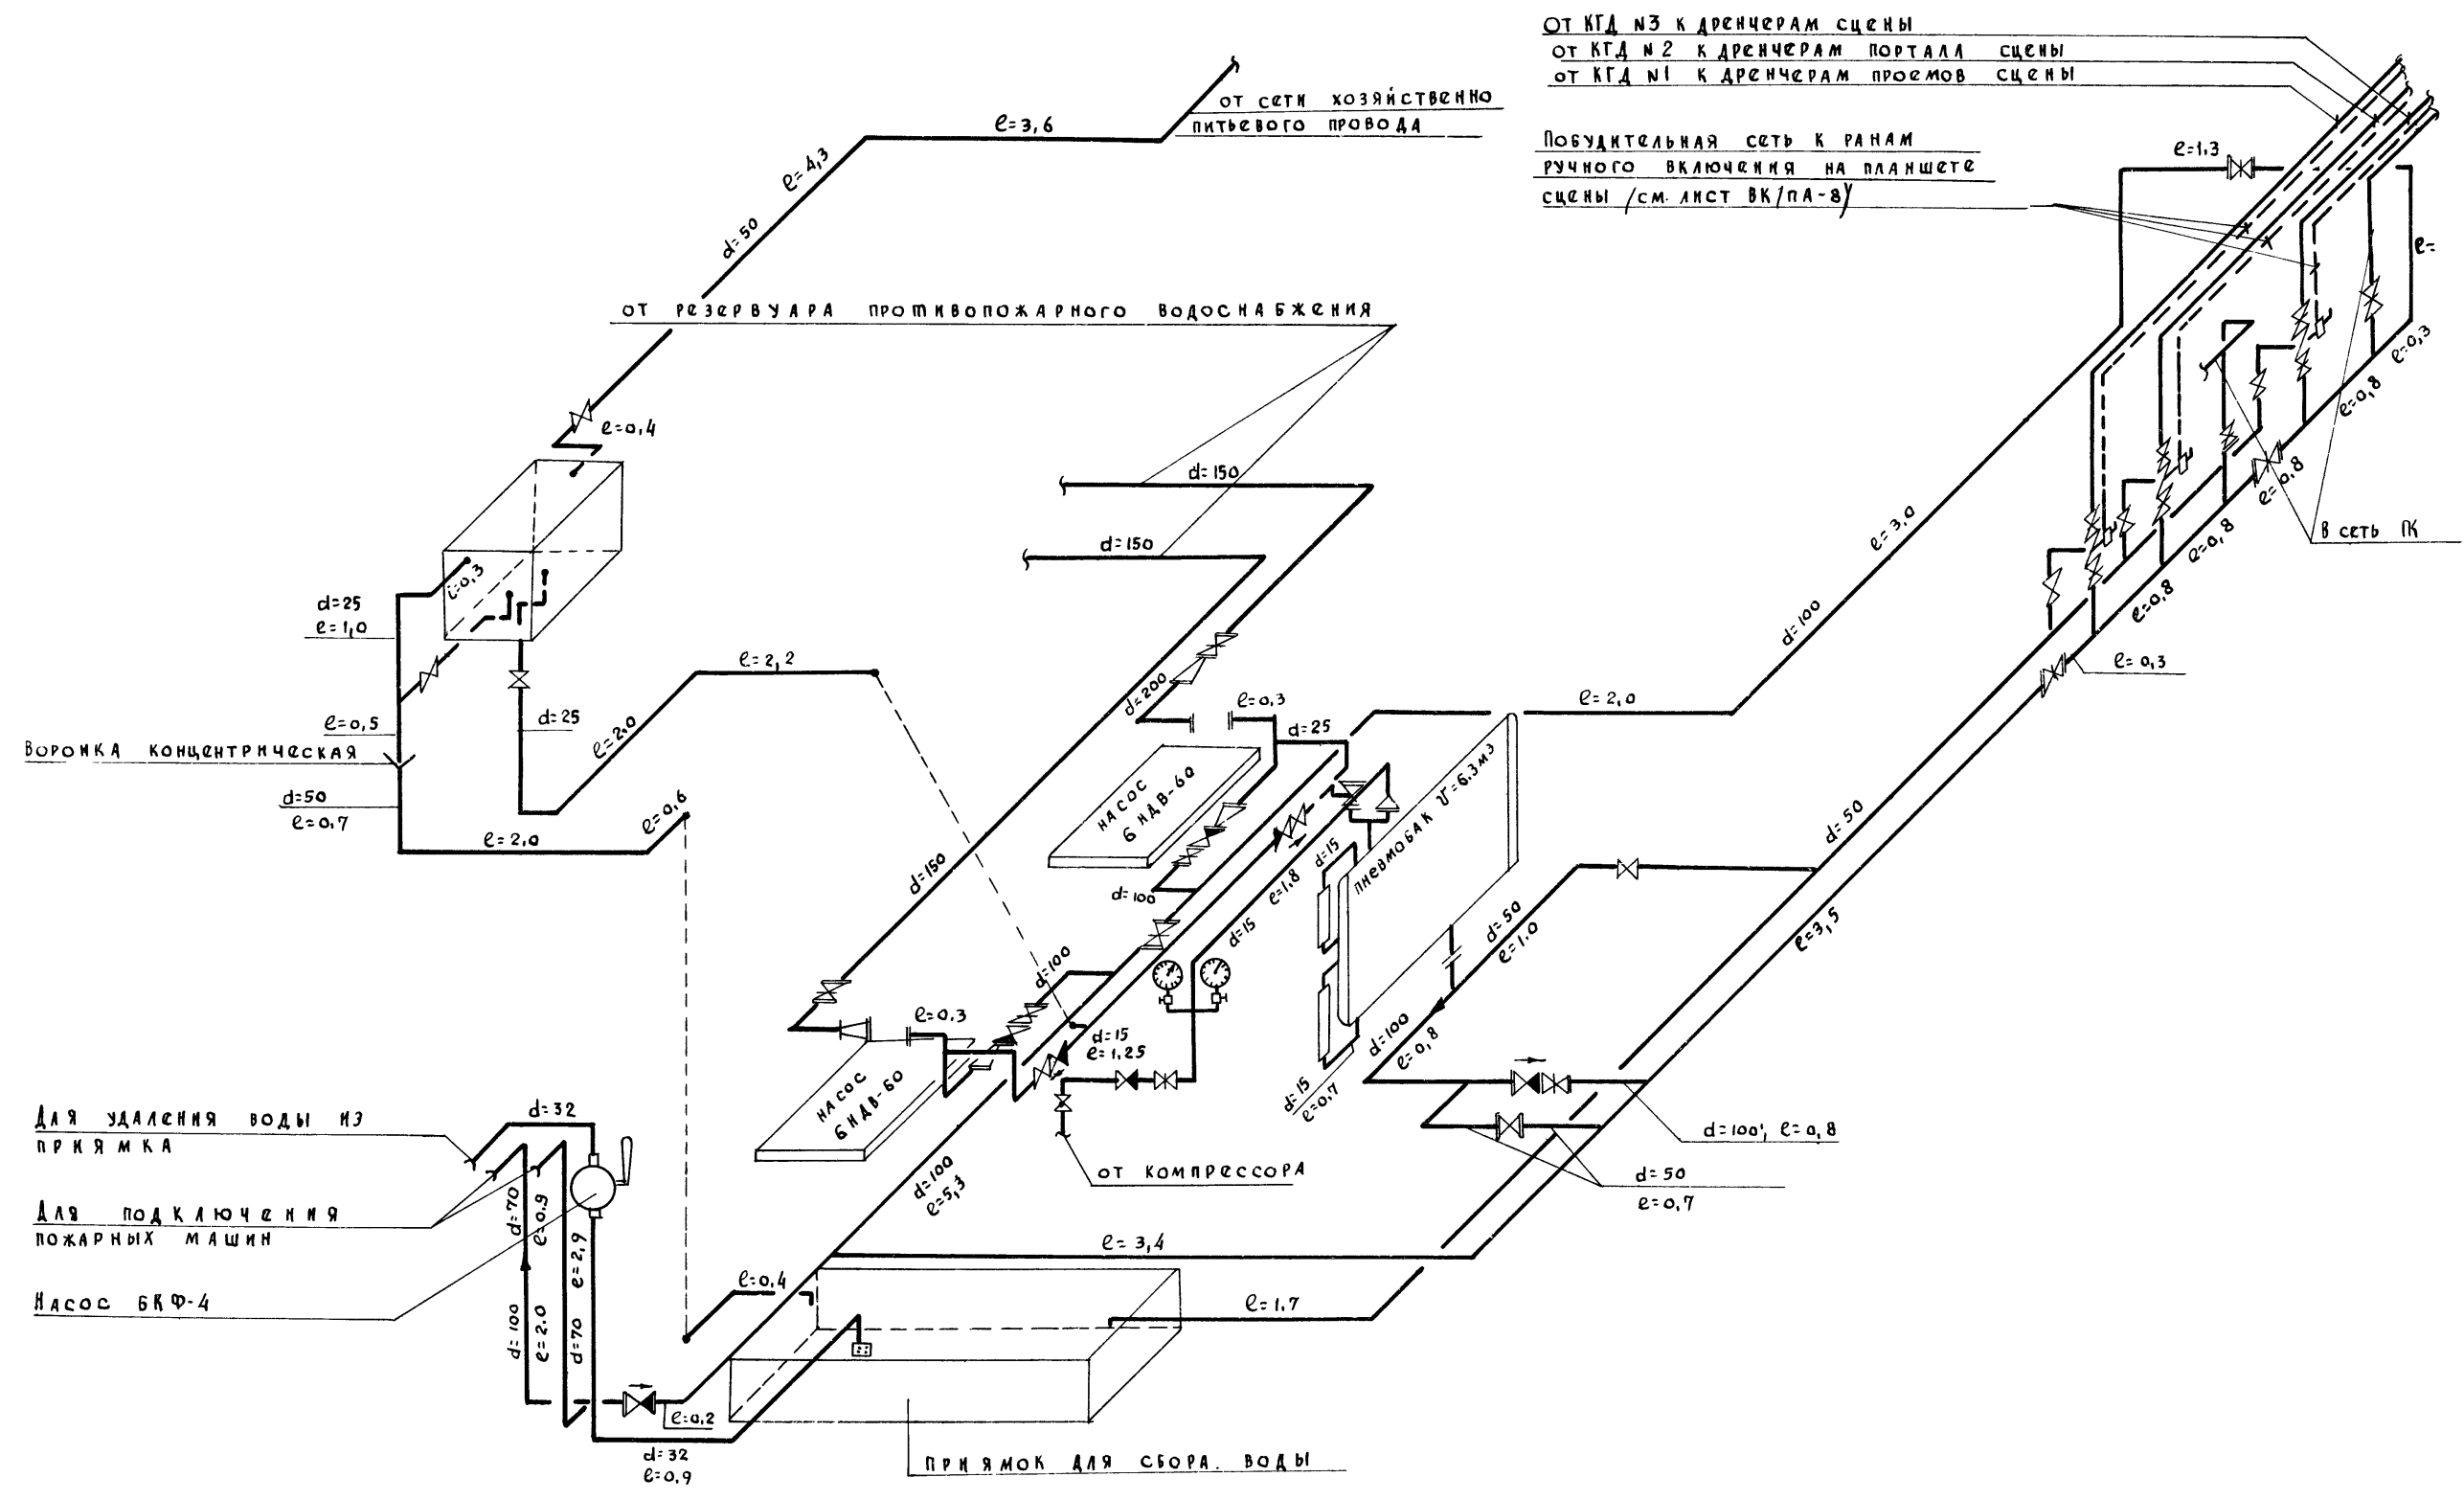 от КГД N3 к дренчерам сцены
от КГД N2 к дренчерам портала сцены
от КГД N1 к дренчерам проемов сцены
от сети хозяйственно
питьевого провода
Побудительная сеть к ранам
ручного включения на планшете
сцены /см. лист ВК/ПА-8/
ℓ=3,6
ℓ=4,3
d=50
ℓ=1.3
ℓ=
от резервуара противопожарного водоснабжения
ℓ=0,4
d=150
d=150
ℓ=0,3
ℓ=0,8
ℓ=0,8
ℓ=0,8
ℓ=0,8
ℓ=0,3
В сеть ПК
ℓ=3,0
d=100
i=0,3
d=25
ℓ=1,0
ℓ=0,5
Воронка концентрическая
d=50
ℓ=0,7
ℓ=2,0
ℓ=0,6
d=25
ℓ=2,0
ℓ=2,2
d=200
ℓ=0,3
d=25
ℓ=2,0
насос
6 НДВ-60
пневмобак V=6.3м3
d=150
d=100
d=15
ℓ=1,8
d=15
d=50
ℓ=1.0
d=50
ℓ=3,5
d=100
ℓ=0.3
d=15
ℓ=1,25
насос
6НДВ-60
d=100
ℓ=0,8
d=15
ℓ=0,7
d=100', ℓ=0,8
d=50
ℓ=0,7
от компрессора
d=100
ℓ=5,3
Для удаления воды из
приямка
d=32
Для подключения
пожарных машин
d=70
ℓ=0.9
ℓ=2,9
Насос БКФ-4
d=100
ℓ=2.0
d=70
ℓ=3,4
ℓ=0,4
ℓ=1.7
ℓ=0,2
d=32
ℓ=0,9
приямок для сбора. воды